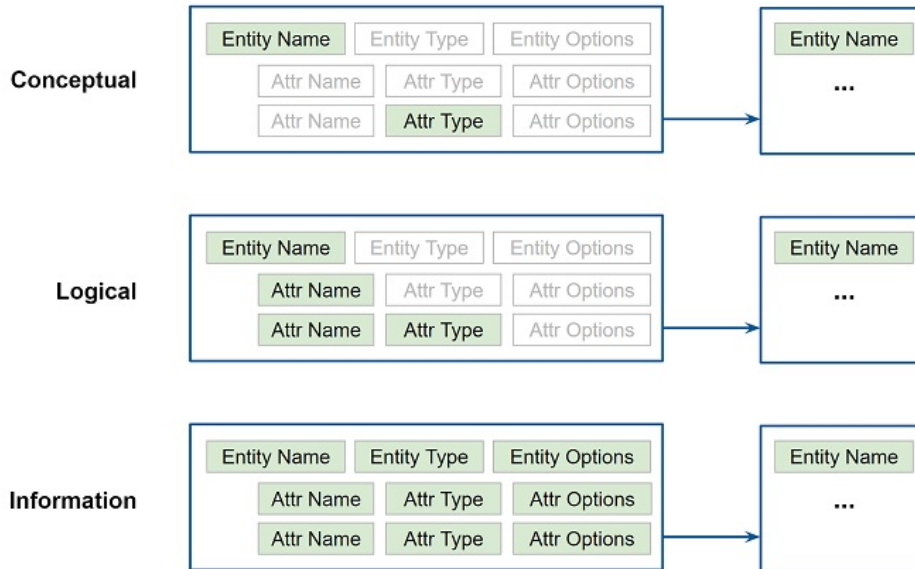 Entity Name Entity Type Entity Options Entity Name
Conceptual Attr Name Attr Type Attr Options ...
Attr Name Attr Type Attr Options
Entity Name Entity Type Entity Options Entity Name
Logical Attr Name Attr Type Attr Options ...
Attr Name Attr Type Attr Options
Entity Name Entity Type Entity Options Entity Name
Information Attr Name Attr Type Attr Options ...
Attr Name Attr Type Attr Options